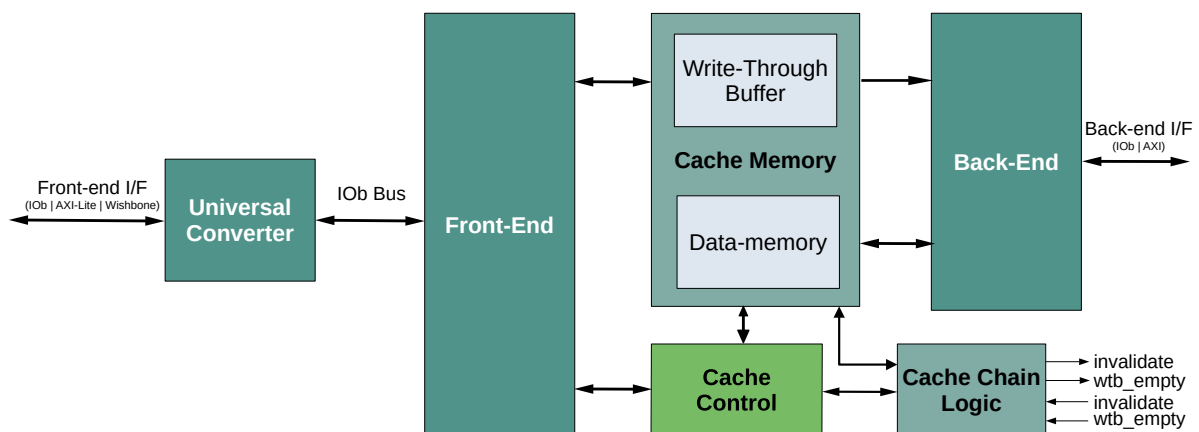 Front-end I/F
(IOb | AXI-Lite | Wishbone)
Universal
Converter
IOb Bus
Front-End
Write-Through
Buffer
Cache Memory
Data-memory
Back-End
Back-end I/F
(IOb | AXI)
Cache
Control
Cache Chain
Logic
invalidate
wtb_empty
invalidate
wtb_empty